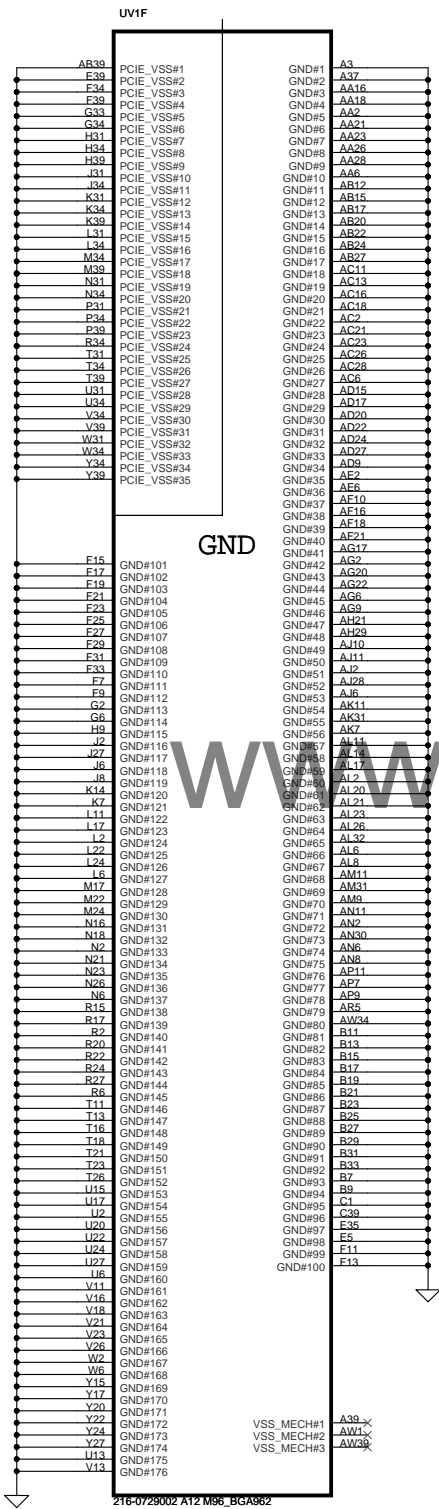 UV1F
AB39 PCIE_VSS#1
E39 PCIE_VSS#2
F34 PCIE_VSS#3
F39 PCIE_VSS#4
G33 PCIE_VSS#5
G34 PCIE_VSS#6
H31 PCIE_VSS#7
H34 PCIE_VSS#8
H39 PCIE_VSS#9
J31 PCIE_VSS#10
J34 PCIE_VSS#11
K31 PCIE_VSS#12
K34 PCIE_VSS#13
K39 PCIE_VSS#14
L31 PCIE_VSS#15
L34 PCIE_VSS#16
M34 PCIE_VSS#17
M39 PCIE_VSS#18
N31 PCIE_VSS#19
N34 PCIE_VSS#20
P31 PCIE_VSS#21
P34 PCIE_VSS#22
P39 PCIE_VSS#23
R34 PCIE_VSS#24
T31 PCIE_VSS#25
T34 PCIE_VSS#26
T39 PCIE_VSS#27
U31 PCIE_VSS#28
U34 PCIE_VSS#29
V34 PCIE_VSS#30
V39 PCIE_VSS#31
W31 PCIE_VSS#32
W34 PCIE_VSS#33
Y34 PCIE_VSS#34
Y39 PCIE_VSS#35
GND
F15 GND#101
F17 GND#102
F19 GND#103
F21 GND#104
F23 GND#105
F25 GND#106
F27 GND#107
F29 GND#108
F31 GND#109
F33 GND#110
F7 GND#111
F9 GND#112
G2 GND#113
G6 GND#114
H9 GND#115
J2 GND#116
J27 GND#117
J6 GND#118
J8 GND#119
K14 GND#120
K7 GND#121
L11 GND#122
L17 GND#123
L2 GND#124
L22 GND#125
L24 GND#126
L6 GND#127
M17 GND#128
M22 GND#129
M24 GND#130
N16 GND#131
N18 GND#132
N2 GND#133
N21 GND#134
N23 GND#135
N26 GND#136
N6 GND#137
R15 GND#138
R17 GND#139
R2 GND#140
R20 GND#141
R22 GND#142
R24 GND#143
R27 GND#144
R6 GND#145
T11 GND#146
T13 GND#147
T16 GND#148
T18 GND#149
T21 GND#150
T23 GND#151
T26 GND#152
U15 GND#153
U17 GND#154
U2 GND#155
U20 GND#156
U22 GND#157
U24 GND#158
U27 GND#159
U6 GND#160
V11 GND#161
V16 GND#162
V18 GND#163
V21 GND#164
V23 GND#165
V26 GND#166
W2 GND#167
W6 GND#168
Y15 GND#169
Y17 GND#170
Y20 GND#171
Y22 GND#172
Y24 GND#173
Y27 GND#174
U13 GND#175
V13 GND#176
GND#1 A3
GND#2 A37
GND#3 AA16
GND#4 AA18
GND#5 AA2
GND#6 AA21
GND#7 AA23
GND#8 AA26
GND#9 AA28
GND#10 AA6
GND#11 AB12
GND#12 AB15
GND#13 AB17
GND#14 AB20
GND#15 AB22
GND#16 AB24
GND#17 AB27
GND#18 AC11
GND#19 AC13
GND#20 AC16
GND#21 AC18
GND#22 AC2
GND#23 AC21
GND#24 AC23
GND#25 AC26
GND#26 AC28
GND#27 AC6
GND#28 AD15
GND#29 AD17
GND#30 AD20
GND#31 AD22
GND#32 AD24
GND#33 AD27
GND#34 AD9
GND#35 AE2
GND#36 AE6
GND#37 AF10
GND#38 AF16
GND#39 AF18
GND#40 AF21
GND#41 AG17
GND#42 AG2
GND#43 AG20
GND#44 AG22
GND#45 AG6
GND#46 AG9
GND#47 AH21
GND#48 AH29
GND#49 AJ10
GND#50 AJ11
GND#51 AJ2
GND#52 AJ28
GND#53 AJ6
GND#54 AK11
GND#55 AK31
GND#56 AK7
GND#57 AL11
GND#58 AL14
GND#59 AL17
GND#60 AL2
GND#61 AL20
GND#62 AL21
GND#63 AL23
GND#64 AL26
GND#65 AL32
GND#66 AL6
GND#67 AL8
GND#68 AM11
GND#69 AM31
GND#70 AM9
GND#71 AN11
GND#72 AN2
GND#73 AN30
GND#74 AN6
GND#75 AN8
GND#76 AP11
GND#77 AP7
GND#78 AP9
GND#79 AR5
GND#80 AW34
GND#81 B11
GND#82 B13
GND#83 B15
GND#84 B17
GND#85 B19
GND#86 B21
GND#87 B23
GND#88 B25
GND#89 B27
GND#90 B29
GND#91 B31
GND#92 B33
GND#93 B7
GND#94 B9
GND#95 C1
GND#96 C39
GND#97 E35
GND#98 E5
GND#99 F11
GND#100 F13
VSS_MECH#1 A39
VSS_MECH#2 AW1
VSS_MECH#3 AW39
216-0729002 A12 M96_BGA962
WWW